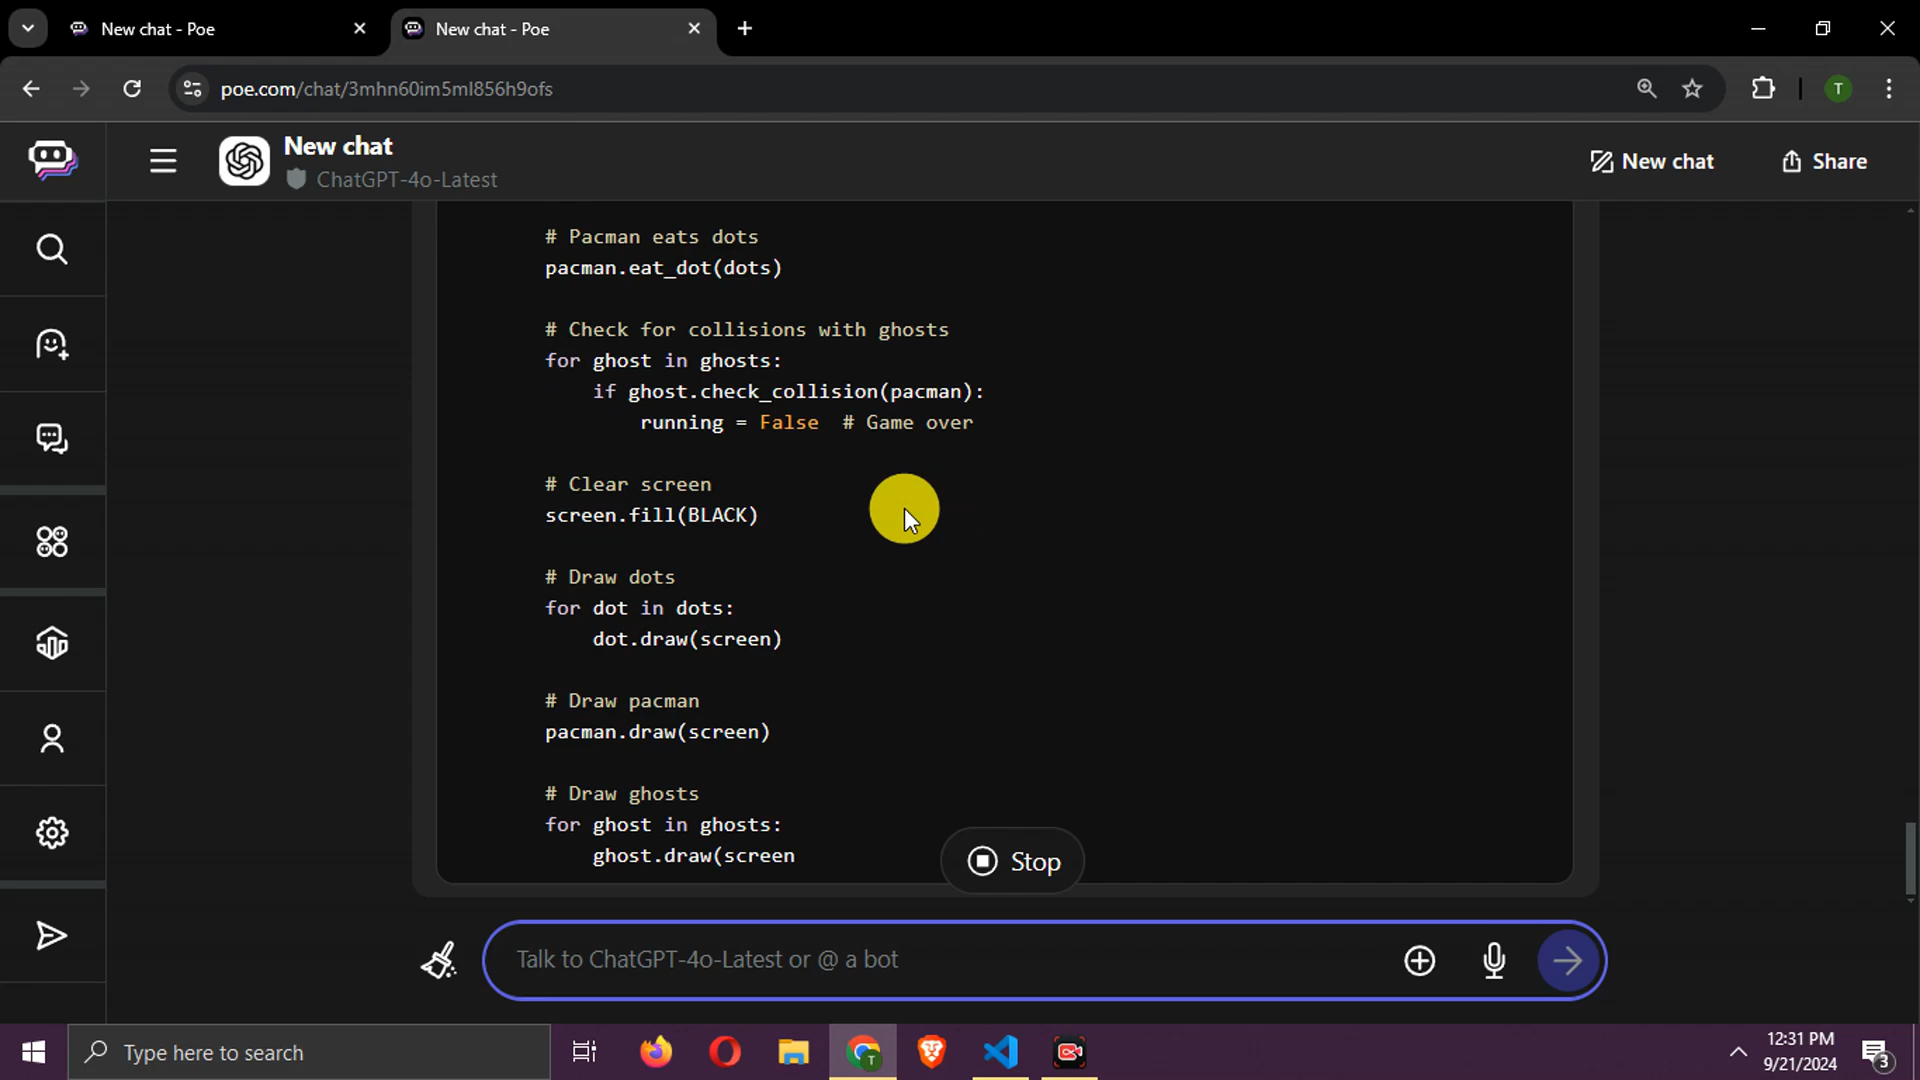 New chat - Poe
New chat - Poe
poe.com/chat/3mhn60im5ml856h9ofs
T
New chat
ChatGPT-4o-Latest
New chat
Share
# Pacman eats dots
pacman.eat_dot(dots)
# Check for collisions with ghosts
for ghost in ghosts:
if ghost.check_collision(pacman):
running = False  # Game over
# Clear screen
screen.fill(BLACK)
# Draw dots
for dot in dots:
dot.draw(screen)
# Draw pacman
pacman.draw(screen)
# Draw ghosts
for ghost in ghosts:
ghost.draw(screen
Stop
Talk to ChatGPT-4o-Latest or @ a bot
Type here to search
T
12:31 PM
9/21/2024
3